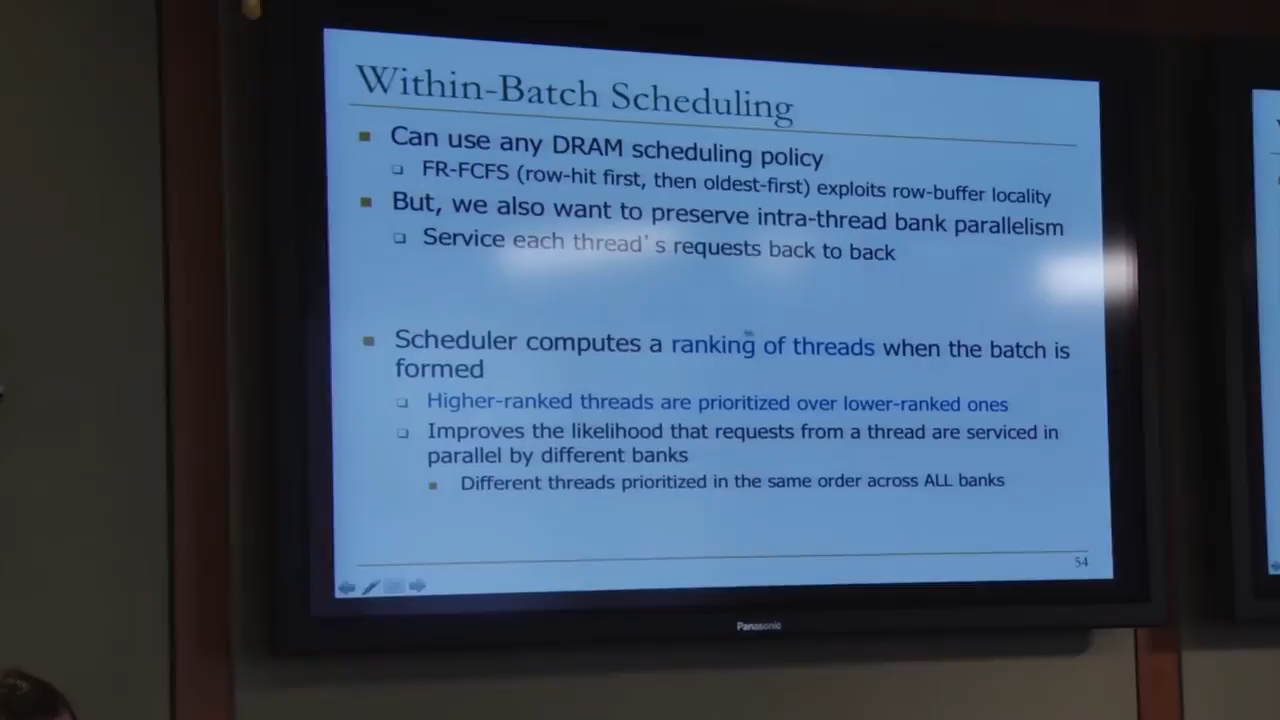 Within-Batch Scheduling
Can use any DRAM scheduling policy
FR-FCFS (row-hit first, then oldest-first) exploits row-buffer locality
But, we also want to preserve intra-thread bank parallelism
Service each thread's requests back to back
Scheduler computes a ranking of threads when the batch is
formed
Higher-ranked threads are prioritized over lower-ranked ones
Improves the likelihood that requests from a thread are serviced in
parallel by different banks
Different threads prioritized in the same order across ALL banks
54
Panasonic